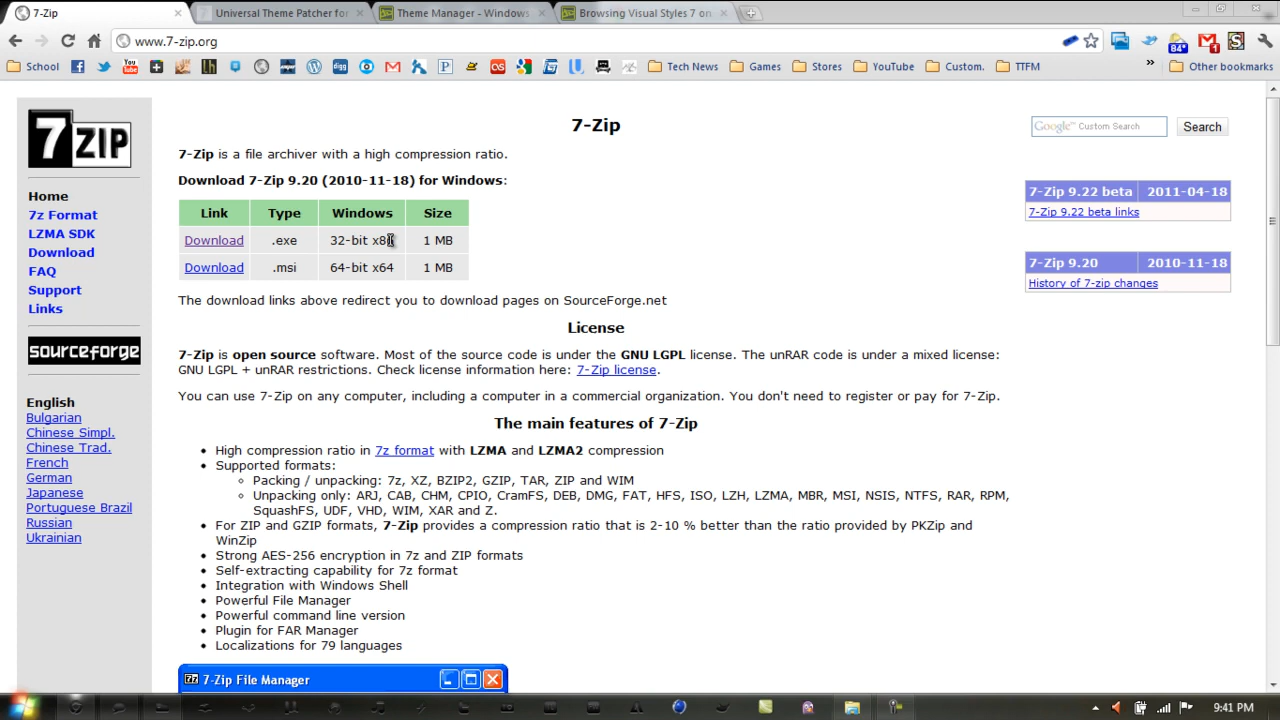 7-Zip
Universal Theme Patcher for
Theme Manager - Windows
Browsing Visual Styles 7 on
www.7-zip.org
84°
1
S
School
You Tube
lh
digg
P
Tech News
Games
Stores
YouTube
Custom.
TTFM
»
Other bookmarks
7 ZIP
Home
7z Format
LZMA SDK
Download
FAQ
Support
Links
sourceforge
English
Bulgarian
Chinese Simpl.
Chinese Trad.
French
German
Japanese
Portuguese Brazil
Russian
Ukrainian
7-Zip
7-Zip is a file archiver with a high compression ratio.
Download 7-Zip 9.20 (2010-11-18) for Windows:
Link Type Windows Size
Download .exe 32-bit x86 1 MB
Download .msi 64-bit x64 1 MB
The download links above redirect you to download pages on SourceForge.net
License
7-Zip is open source software. Most of the source code is under the GNU LGPL license. The unRAR code is under a mixed license:
GNU LGPL + unRAR restrictions. Check license information here: 7-Zip license.
You can use 7-Zip on any computer, including a computer in a commercial organization. You don't need to register or pay for 7-Zip.
The main features of 7-Zip
High compression ratio in 7z format with LZMA and LZMA2 compression
Supported formats:
Packing / unpacking: 7z, XZ, BZIP2, GZIP, TAR, ZIP and WIM
Unpacking only: ARJ, CAB, CHM, CPIO, CramFS, DEB, DMG, FAT, HFS, ISO, LZH, LZMA, MBR, MSI, NSIS, NTFS, RAR, RPM,
SquashFS, UDF, VHD, WIM, XAR and Z.
For ZIP and GZIP formats, 7-Zip provides a compression ratio that is 2-10 % better than the ratio provided by PKZip and
WinZip
Strong AES-256 encryption in 7z and ZIP formats
Self-extracting capability for 7z format
Integration with Windows Shell
Powerful File Manager
Powerful command line version
Plugin for FAR Manager
Localizations for 79 languages
7z 7-Zip File Manager
Google™ Custom Search
Search
7-Zip 9.22 beta 2011-04-18
7-Zip 9.22 beta links
7-Zip 9.20 2010-11-18
History of 7-zip changes
9:41 PM